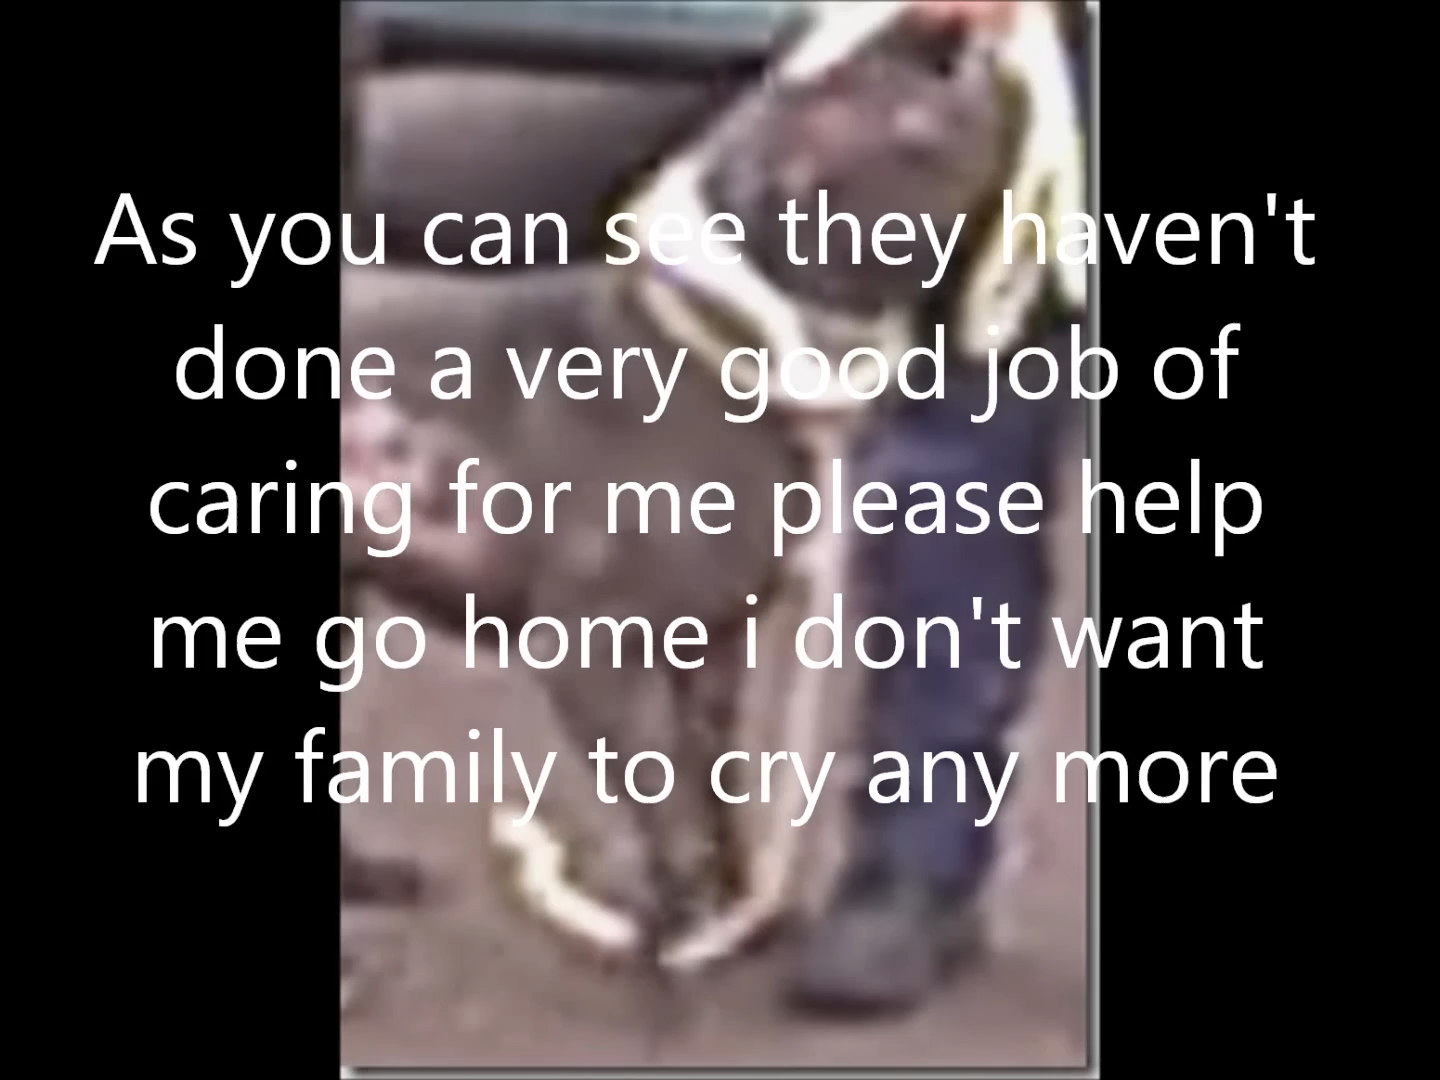 As you can see they haven't
done a very good job of
caring for me please help
me go home i don't want
my family to cry any more